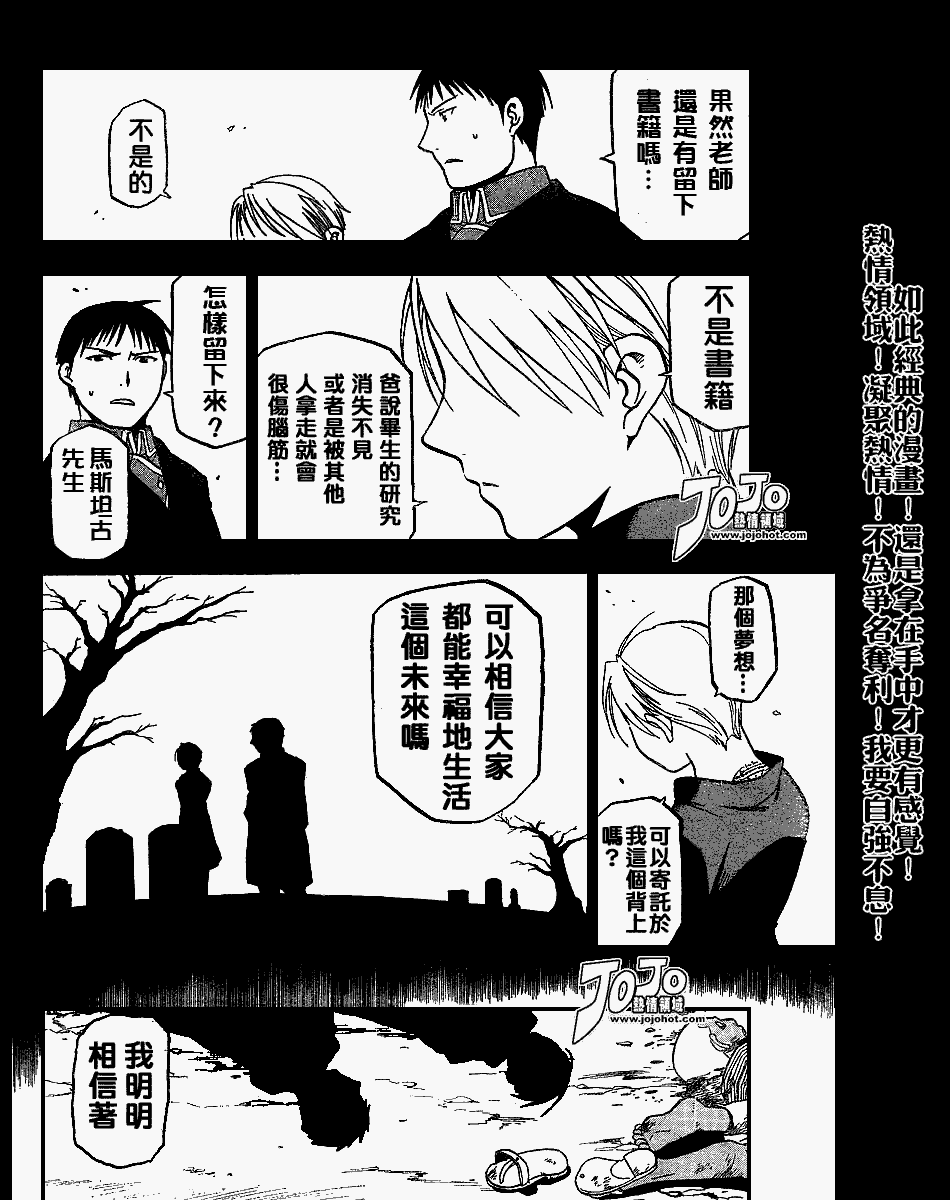 果然老師
還是有留下
書籍嗎…
不是的
不是書籍
爸說畢生的研究
消失不見
或者是被其他
人拿走就會
很傷腦筋…
怎樣留下來？
馬斯坦古
先生
那個夢想…
可以寄託於
我這個背上
嗎？
可以相信大家
都能幸福地生活
這個未來嗎
我明明
相信著
如此經典的漫畫！還是拿在手中才更有感覺！
熱情領域！凝聚熱情！不為爭名奪利！我要自強不息！
JOJO
熱情領域
www.jojohot.com
JOJO
熱情領域
www.jojohot.com